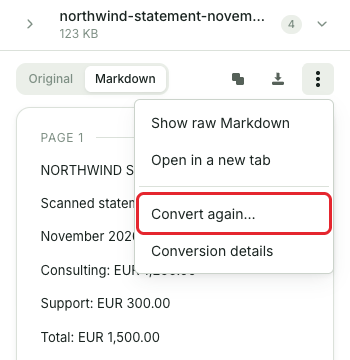 northwind-statement-novem...
123 KB
4
Original
Markdown
Show raw Markdown
Open in a new tab
Convert again...
Conversion details
PAGE 1
NORTHWIND S
Scanned statem
November 202
Consulting: EUR
Support: EUR 300.00
Total: EUR 1,500.00